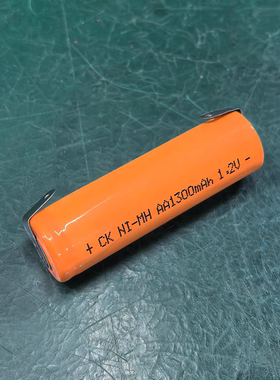 + CK NI-MH AA1300mAh 1.2V -